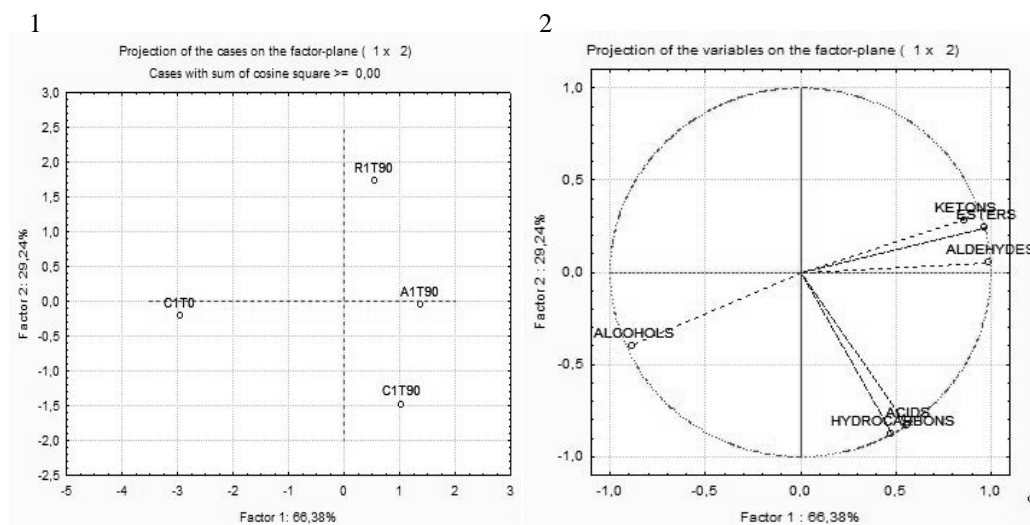 1
Projection of the cases on the factor-plane ( 1 x 2)
Cases with sum of cosine square >= 0,00
3,0
2,5
2,0
1,5
1,0
0,5
0,0
-0,5
-1,0
-1,5
-2,0
-2,5
Factor 2: 29,24%
R1T90
C1T0
A1T90
C1T90
-5 -4 -3 -2 -1 0 1 2 3
Factor 1: 66,38%
2
Projection of the variables on the factor-plane ( 1 x 2)
1,0
0,5
0,0
-0,5
-1,0
Factor 2 : 29,24%
KETONS
ESTERS
ALDEHYDES
ALCOHOLS
ACIDS
HYDROCARBONS
-1,0 -0,5 0,0 0,5 1,0
Factor 1 : 66,38%